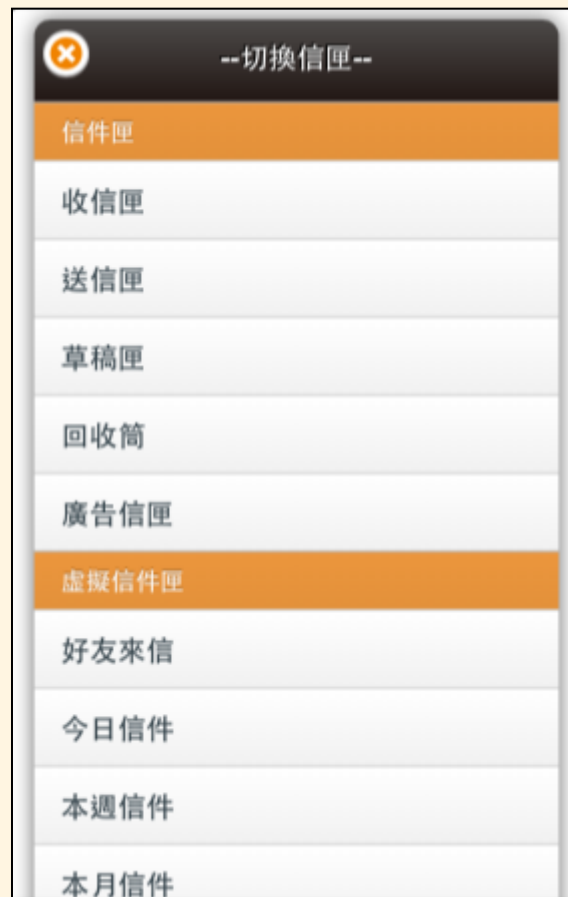 --切換信匣--
信件匣
收信匣
送信匣
草稿匣
回收筒
廣告信匣
虛擬信件匣
好友來信
今日信件
本週信件
本月信件